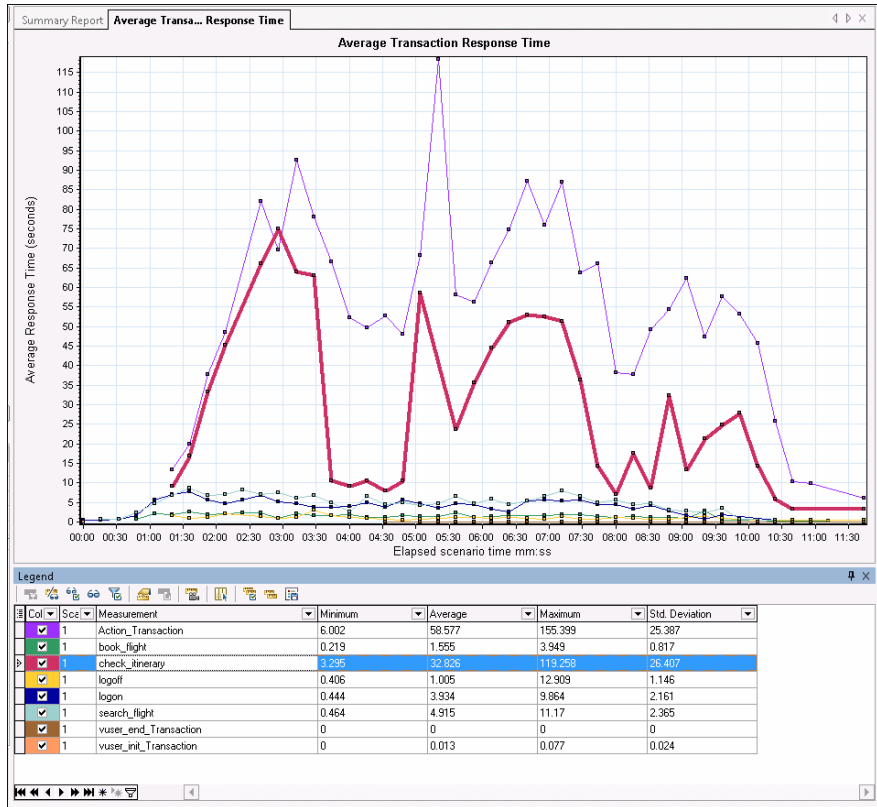 Summary Report Average Transa... Response Time
Average Transaction Response Time
Average Response Time (seconds)
115
110
105
100
95
90
85
80
75
70
65
60
55
50
45
40
35
30
25
20
15
10
5
0
00:00 00:30 01:00 01:30 02:00 02:30 03:00 03:30 04:00 04:30 05:00 05:30 06:00 06:30 07:00 07:30 08:00 08:30 09:00 09:30 10:00 10:30 11:00 11:30
Elapsed scenario time mm:ss
Legend
Col Sca Measurement Minimum Average Maximum Std. Deviation
1 Action_Transaction 6.002 58.577 155.399 25.387
1 book_flight 0.219 1.555 3.949 0.817
1 check_itinerary 3.295 32.826 119.258 26.407
1 logoff 0.406 1.005 12.909 1.146
1 logon 0.444 3.934 9.864 2.161
1 search_flight 0.464 4.915 11.17 2.365
1 vuser_end_Transaction 0 0 0 0
1 vuser_init_Transaction 0 0.013 0.077 0.024